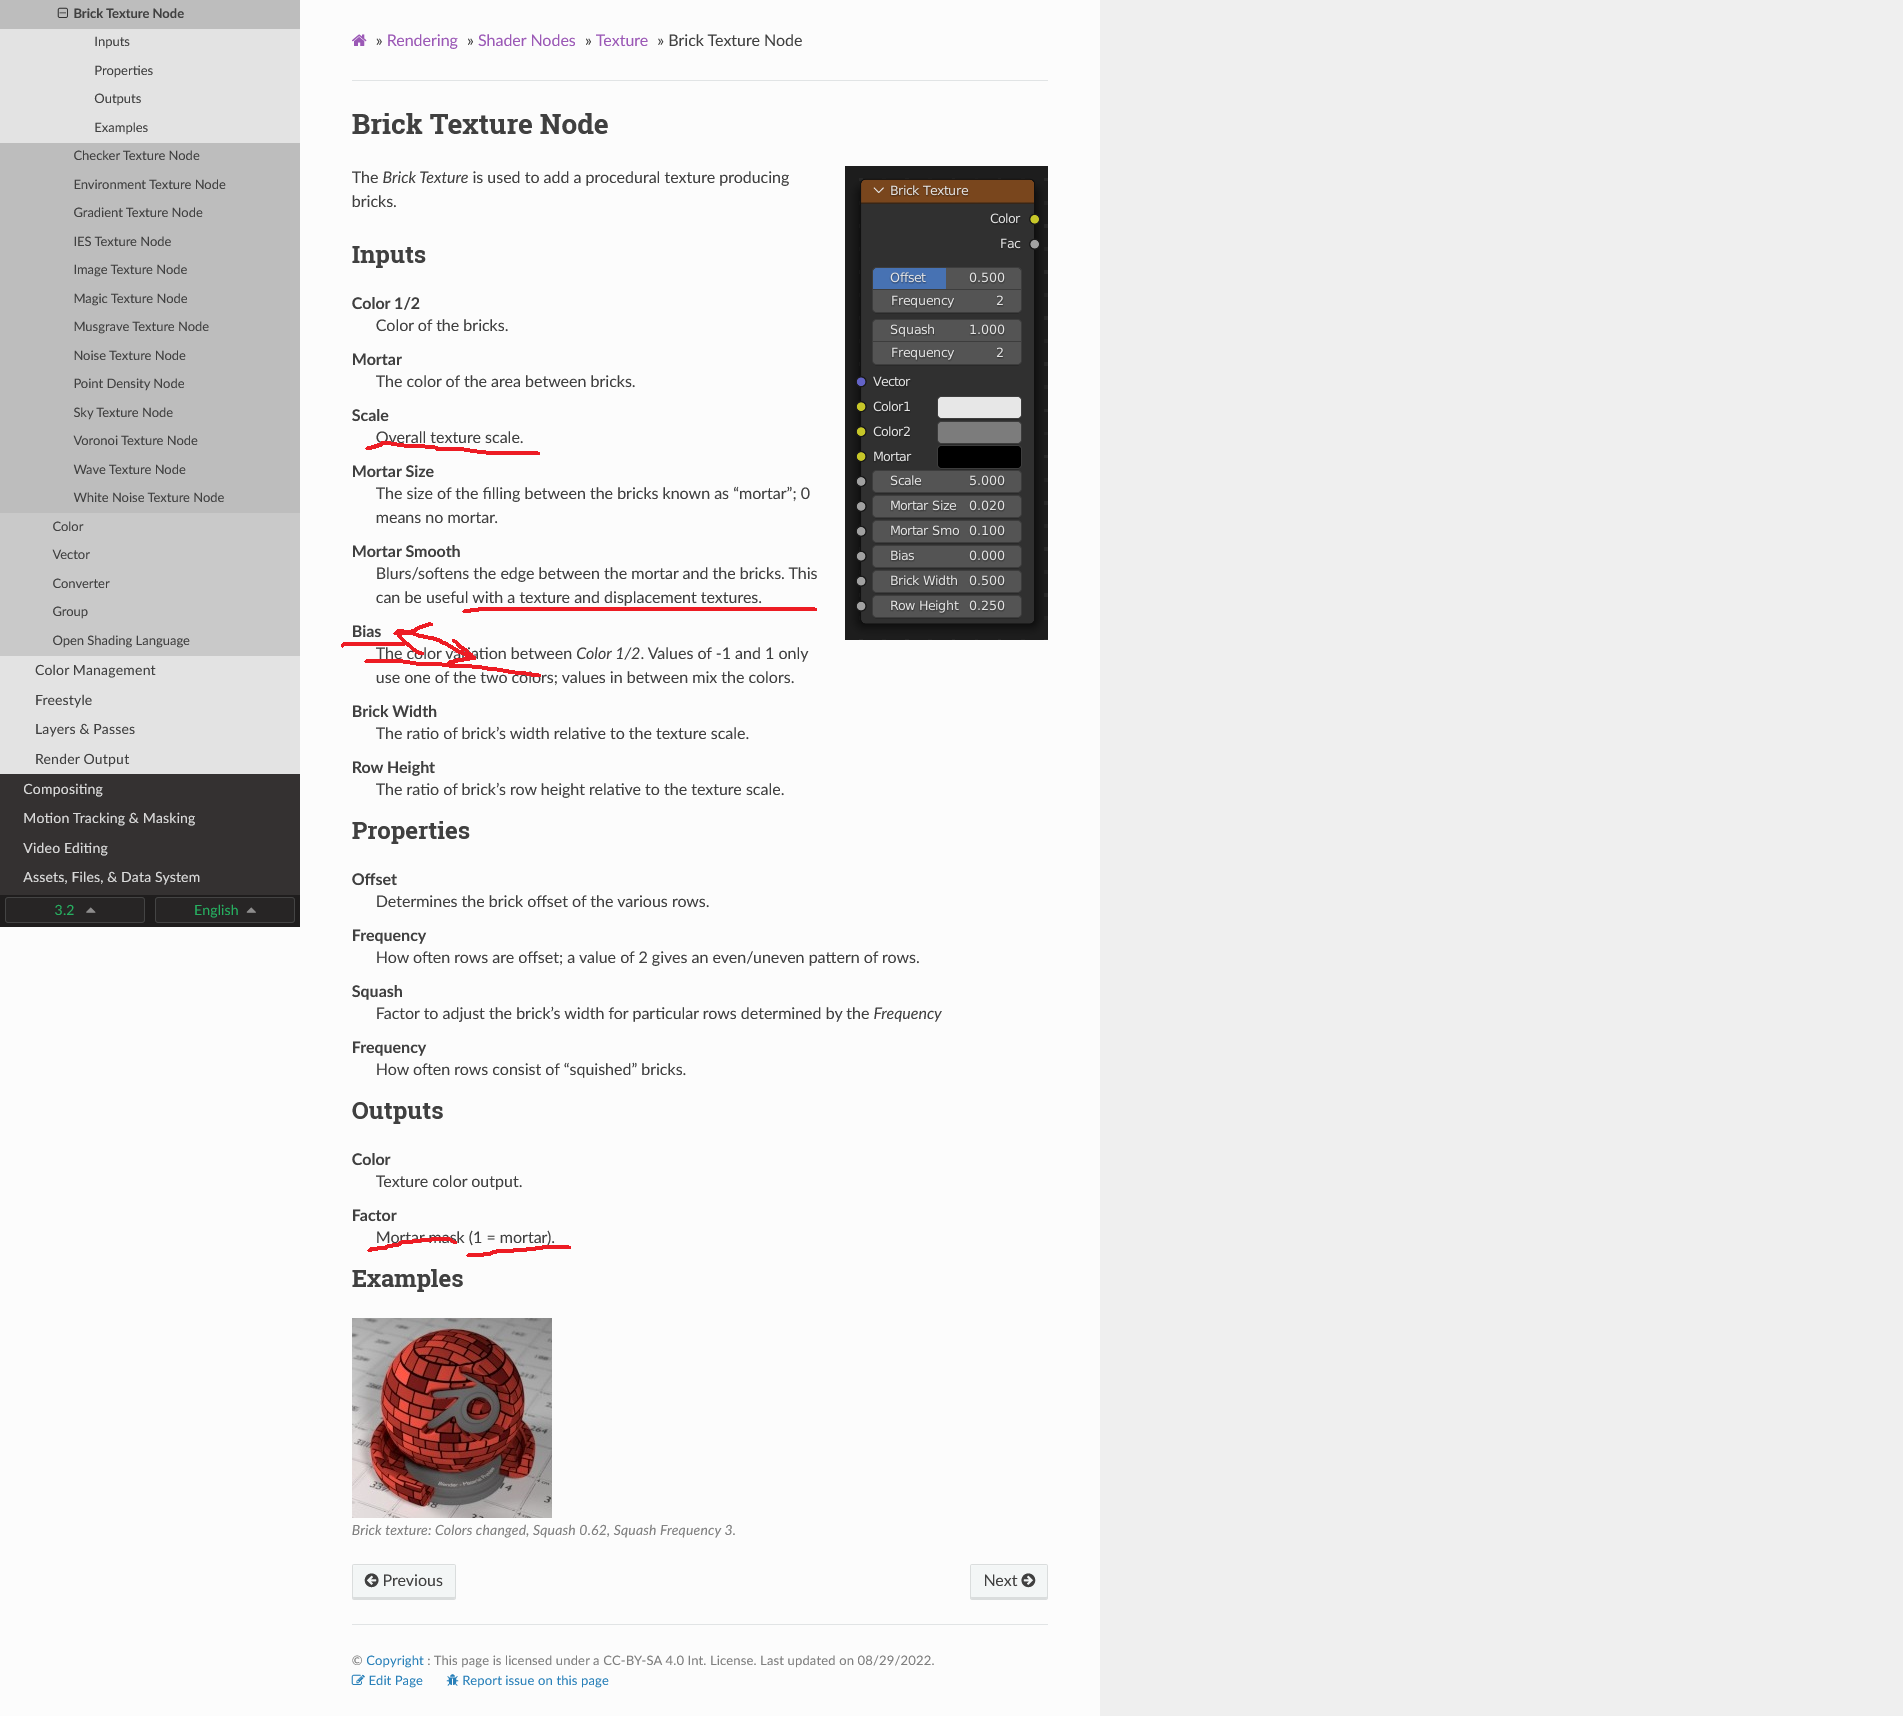 Brick Texture Node
Inputs
Properties
Outputs
Examples
Checker Texture Node
Environment Texture Node
Gradient Texture Node
IES Texture Node
Image Texture Node
Magic Texture Node
Musgrave Texture Node
Noise Texture Node
Point Density Node
Sky Texture Node
Voronoi Texture Node
Wave Texture Node
White Noise Texture Node
Color
Vector
Converter
Group
Open Shading Language
Color Management
Freestyle
Layers & Passes
Render Output
Compositing
Motion Tracking & Masking
Video Editing
Assets, Files, & Data System
3.2 English
» Rendering » Shader Nodes » Texture » Brick Texture Node
Brick Texture Node
The Brick Texture is used to add a procedural texture producing
bricks.
Inputs
Color 1/2
Color of the bricks.
Mortar
The color of the area between bricks.
Scale
Overall texture scale.
Mortar Size
The size of the filling between the bricks known as “mortar”; 0
means no mortar.
Mortar Smooth
Blurs/softens the edge between the mortar and the bricks. This
can be useful with a texture and displacement textures.
Bias
The color variation between Color 1/2. Values of -1 and 1 only
use one of the two colors; values in between mix the colors.
Brick Width
The ratio of brick’s width relative to the texture scale.
Row Height
The ratio of brick’s row height relative to the texture scale.
Brick Texture
Color
Fac
Offset 0.500
Frequency 2
Squash 1.000
Frequency 2
Vector
Color1
Color2
Mortar
Scale 5.000
Mortar Size 0.020
Mortar Smo 0.100
Bias 0.000
Brick Width 0.500
Row Height 0.250
Properties
Offset
Determines the brick offset of the various rows.
Frequency
How often rows are offset; a value of 2 gives an even/uneven pattern of rows.
Squash
Factor to adjust the brick’s width for particular rows determined by the Frequency
Frequency
How often rows consist of “squished” bricks.
Outputs
Color
Texture color output.
Factor
Mortar mask (1 = mortar).
Examples
Brick texture: Colors changed, Squash 0.62, Squash Frequency 3.
Previous Next
© Copyright : This page is licensed under a CC-BY-SA 4.0 Int. License. Last updated on 08/29/2022.
Edit Page Report issue on this page